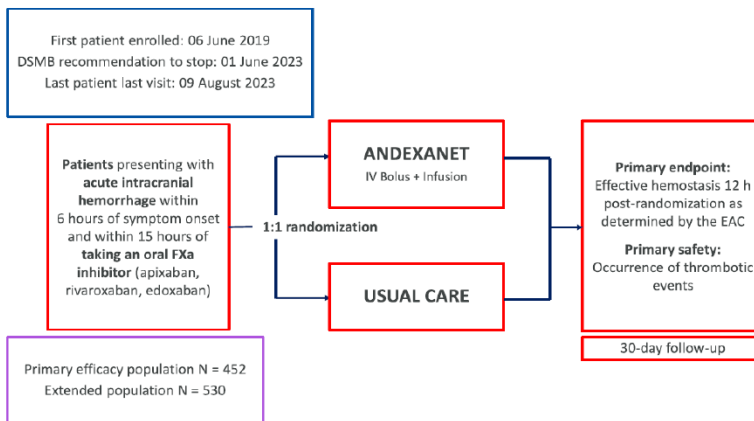 First patient enrolled: 06 June 2019
DSMB recommendation to stop: 01 June 2023
Last patient last visit: 09 August 2023
Patients presenting with
acute intracranial
hemorrhage within
6 hours of symptom onset
and within 15 hours of
taking an oral FXa
inhibitor (apixaban,
rivaroxaban, edoxaban)
1:1 randomization
ANDEXANET
IV Bolus + Infusion
USUAL CARE
Primary endpoint:
Effective hemostasis 12 h
post-randomization as
determined by the EAC
Primary safety:
Occurrence of thrombotic
events
30-day follow-up
Primary efficacy population N = 452
Extended population N = 530